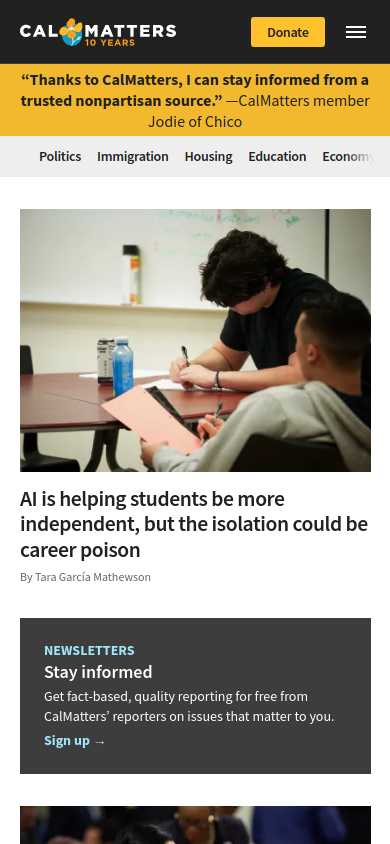 CALMATTERS
10 YEARS
Donate
“Thanks to CalMatters, I can stay informed from a
trusted nonpartisan source.” —CalMatters member
Jodie of Chico
Politics Immigration Housing Education Economy
AI is helping students be more
independent, but the isolation could be
career poison
By Tara García Mathewson
NEWSLETTERS
Stay informed
Get fact-based, quality reporting for free from
CalMatters’ reporters on issues that matter to you.
Sign up →